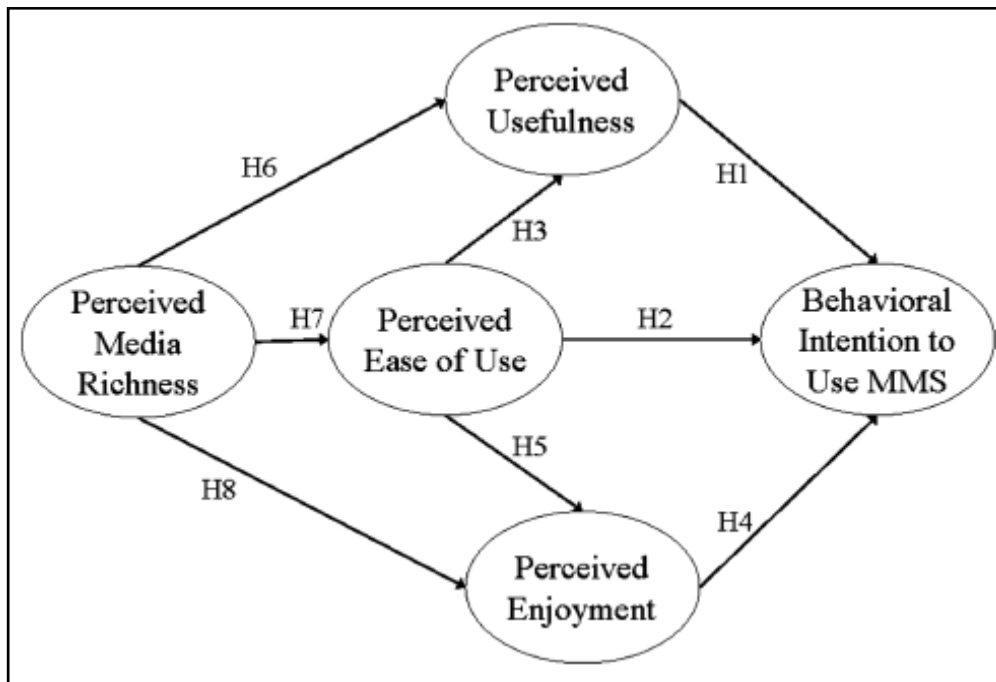 Perceived
Usefulness
H6
H1
H3
Perceived
Media
Richness
H7
Perceived
Ease of Use
H2
Behavioral
Intention to
Use MMS
H5
H8
H4
Perceived
Enjoyment